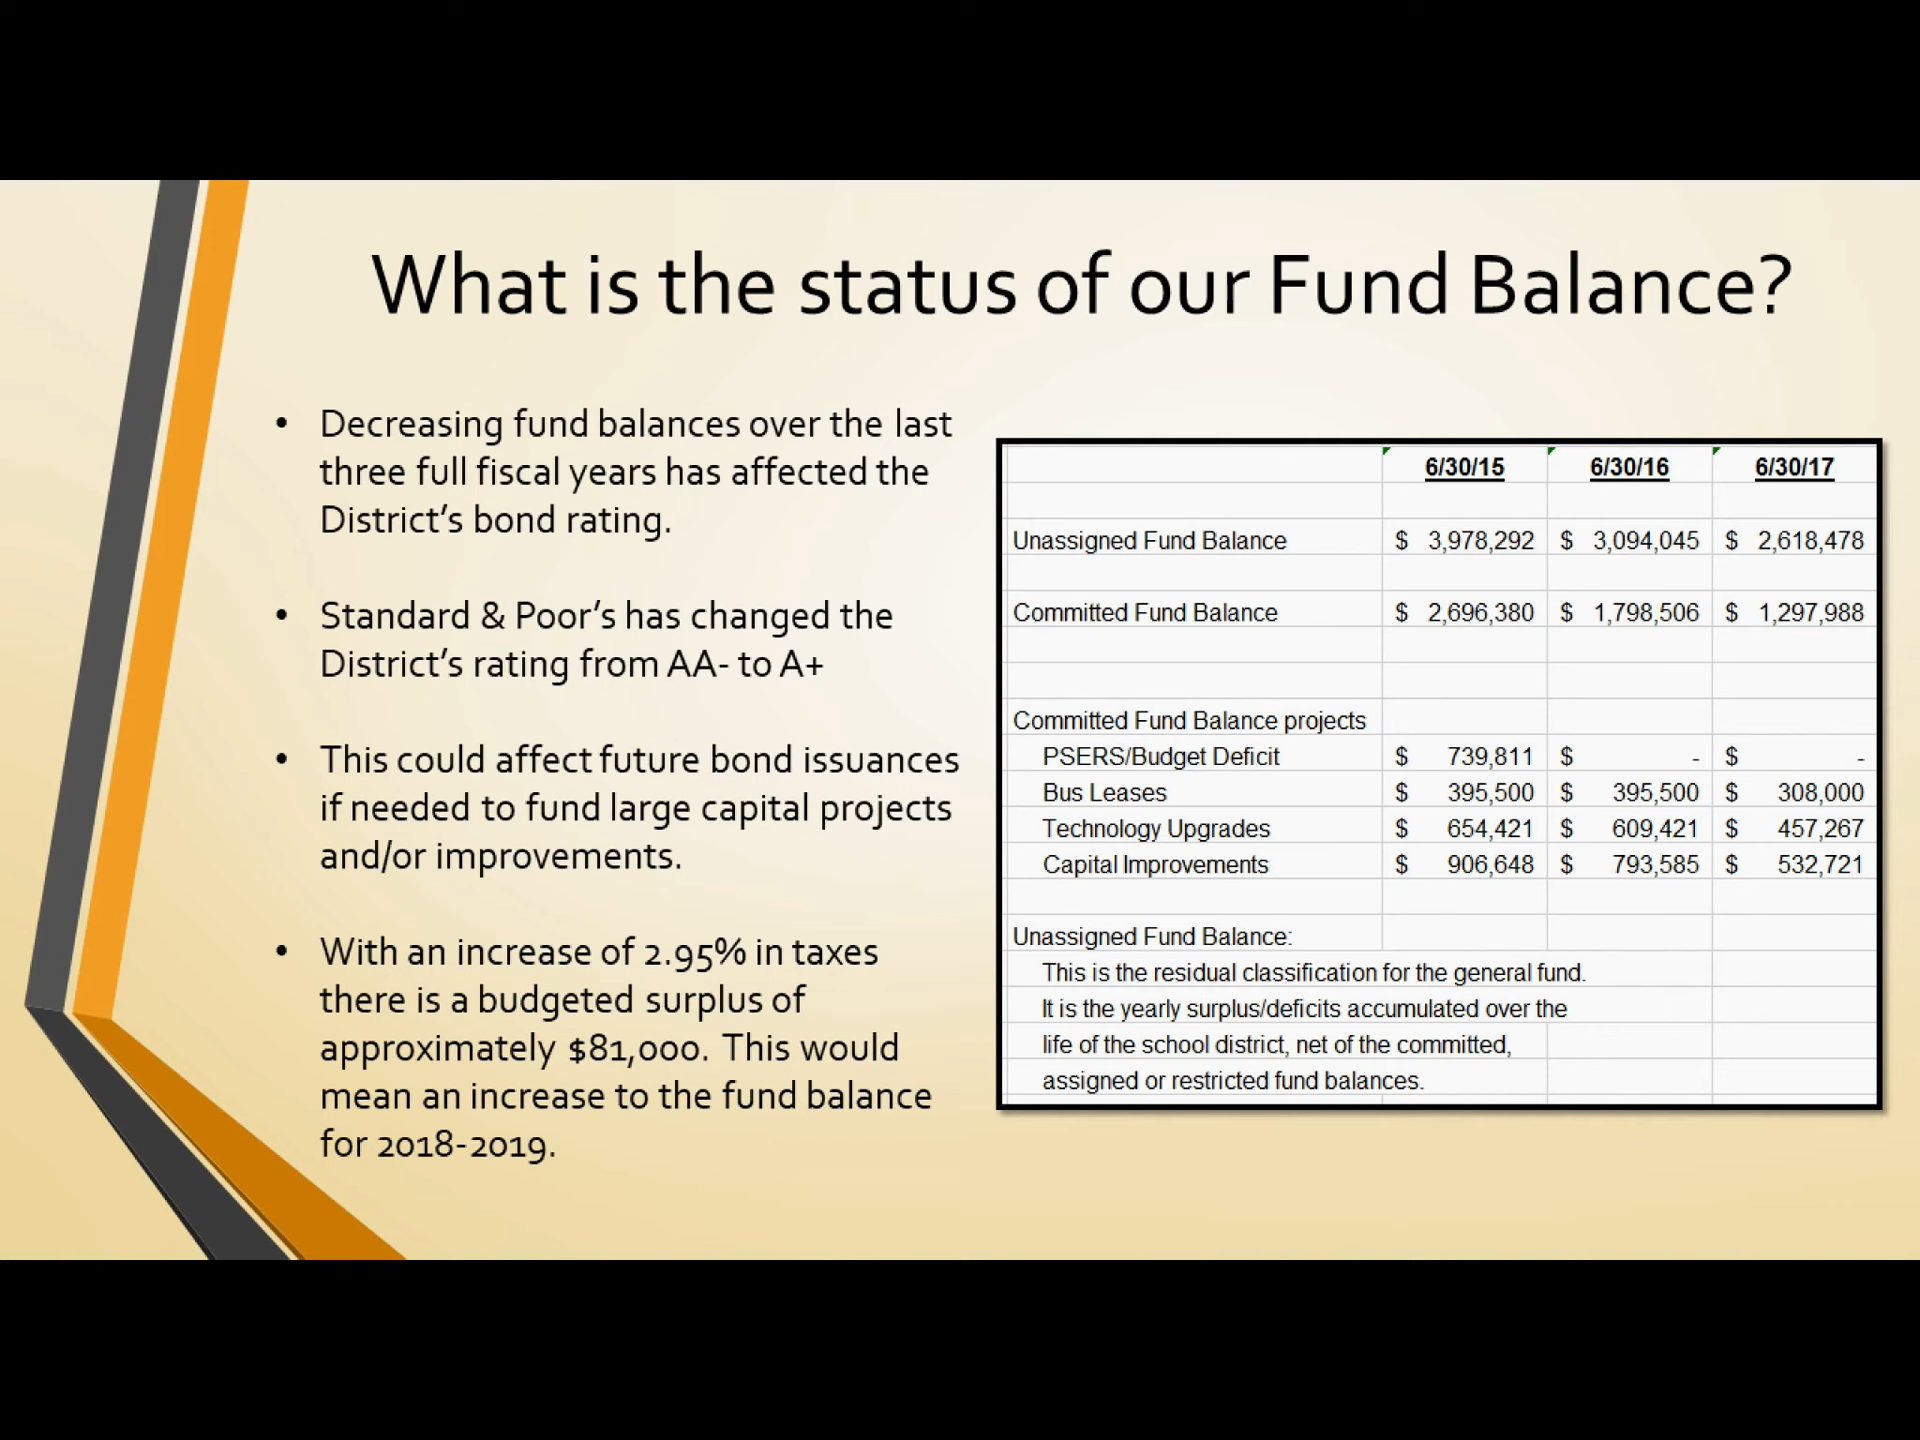 What is the status of our Fund Balance?
• Decreasing fund balances over the last
three full fiscal years has affected the
District's bond rating.
• Standard & Poor's has changed the
District's rating from AA- to A+
• This could affect future bond issuances
if needed to fund large capital projects
and/or improvements.
• With an increase of 2.95% in taxes
there is a budgeted surplus of
approximately $81,000. This would
mean an increase to the fund balance
for 2018-2019.
6/30/15 6/30/16 6/30/17
Unassigned Fund Balance $ 3,978,292 $ 3,094,045 $ 2,618,478
Committed Fund Balance $ 2,696,380 $ 1,798,506 $ 1,297,988
Committed Fund Balance projects
PSERS/Budget Deficit $ 739,811 $ - $ -
Bus Leases $ 395,500 $ 395,500 $ 308,000
Technology Upgrades $ 654,421 $ 609,421 $ 457,267
Capital Improvements $ 906,648 $ 793,585 $ 532,721
Unassigned Fund Balance:
This is the residual classification for the general fund.
It is the yearly surplus/deficits accumulated over the
life of the school district, net of the committed,
assigned or restricted fund balances.